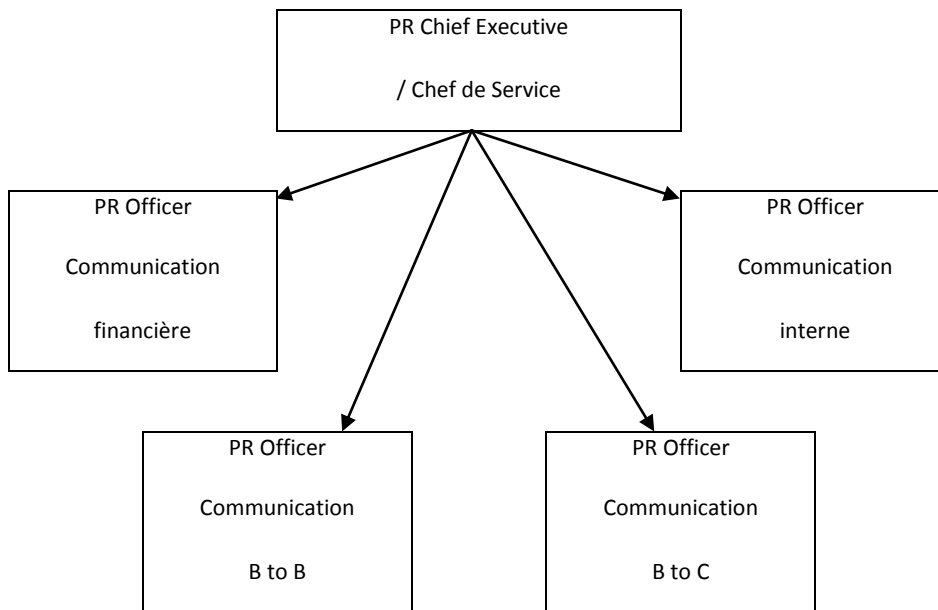 PR Chief Executive
/ Chef de Service
PR Officer
Communication
financière
PR Officer
Communication
interne
PR Officer
Communication
B to B
PR Officer
Communication
B to C